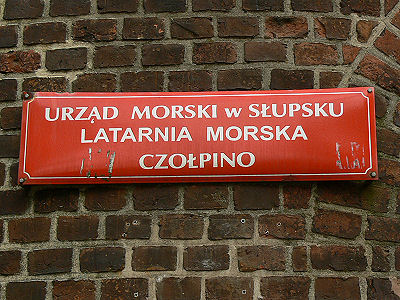 URZĄD MORSKI w SŁUPSKU
LATARNIA MORSKA
CZOŁPINO